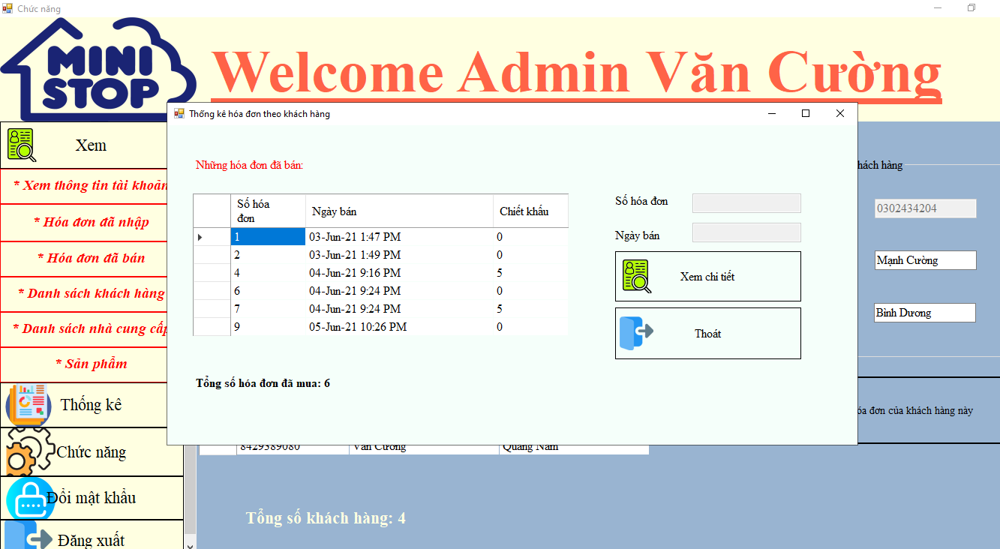 Chức năng
MINI
STOP
Welcome Admin Văn Cường
Thống kê hóa đơn theo khách hàng
Xem
* Xem thông tin tài khoản
* Hóa đơn đã nhập
* Hóa đơn đã bán
* Danh sách khách hàng
* Danh sách nhà cung cấp
* Sản phẩm
Thống kê
Chức năng
Đổi mật khẩu
Đăng xuất
Những hóa đơn đã bán:
Số hóa đơn Ngày bán Chiết khấu
1 03-Jun-21 1:47 PM 0
2 03-Jun-21 1:49 PM 0
4 04-Jun-21 9:16 PM 5
6 04-Jun-21 9:24 PM 0
7 04-Jun-21 9:24 PM 5
9 05-Jun-21 10:26 PM 0
Tổng số hóa đơn đã mua: 6
Số hóa đơn
Ngày bán
Xem chi tiết
Thoát
hách hàng
0302434204
Mạnh Cường
Bình Dương
óa đơn của khách hàng này
8429389080 Văn Cường Quảng Nam
Tổng số khách hàng: 4